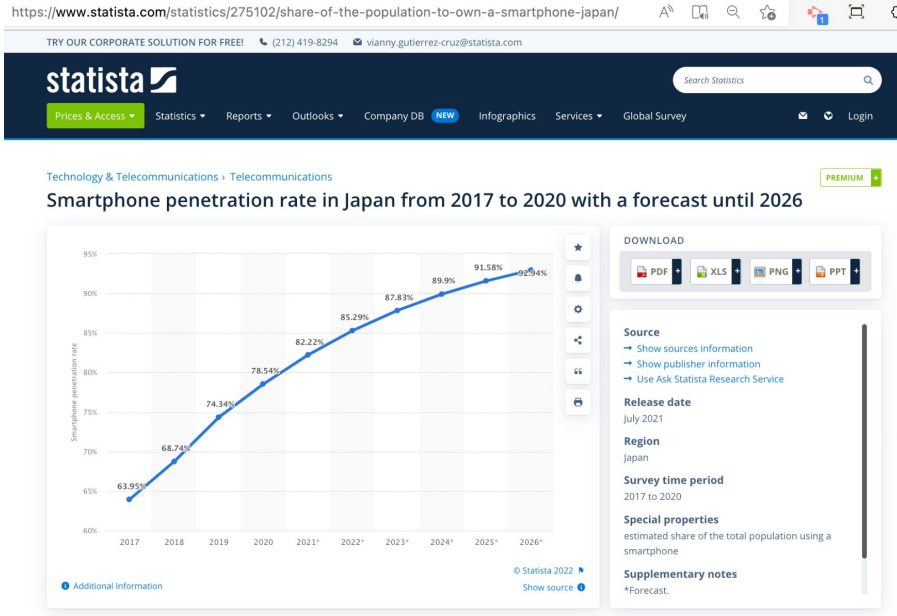 https://www.statista.com/statistics/275102/share-of-the-population-to-own-a-smartphone-japan/
1
TRY OUR CORPORATE SOLUTION FOR FREE! (212) 419-8294 vianny.gutierrez-cruz@statista.com
statista
Search Statistics
Prices & Access Statistics Reports Outlooks Company DB NEW Infographics Services Global Survey Login
Technology & Telecommunications › Telecommunications
PREMIUM +
Smartphone penetration rate in Japan from 2017 to 2020 with a forecast until 2026
Smartphone penetration rate
95%
90%
85%
80%
75%
70%
65%
60%
63.95%
68.74%
74.34%
78.54%
82.22%
85.29%
87.83%
89.9%
91.58%
92.94%
2017 2018 2019 2020 2021* 2022* 2023* 2024* 2025* 2026*
© Statista 2022
Additional Information
Show source
DOWNLOAD
PDF + XLS + PNG + PPT +
Source
→ Show sources information
→ Show publisher information
→ Use Ask Statista Research Service
Release date
July 2021
Region
Japan
Survey time period
2017 to 2020
Special properties
estimated share of the total population using a
smartphone
Supplementary notes
*Forecast.